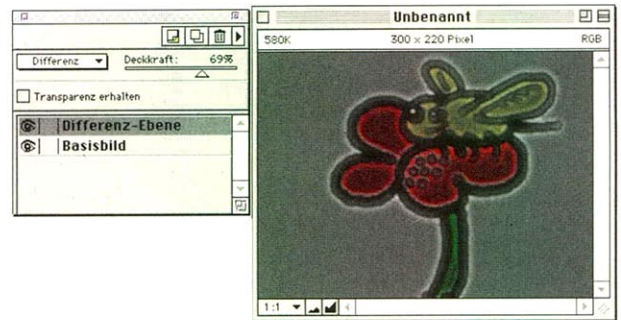 Differenz
Deckkraft: 69%
Transparenz erhalten
Differenz-Ebene
Basisbild
Unbenannt
580K 300 × 220 Pixel RGB
1:1